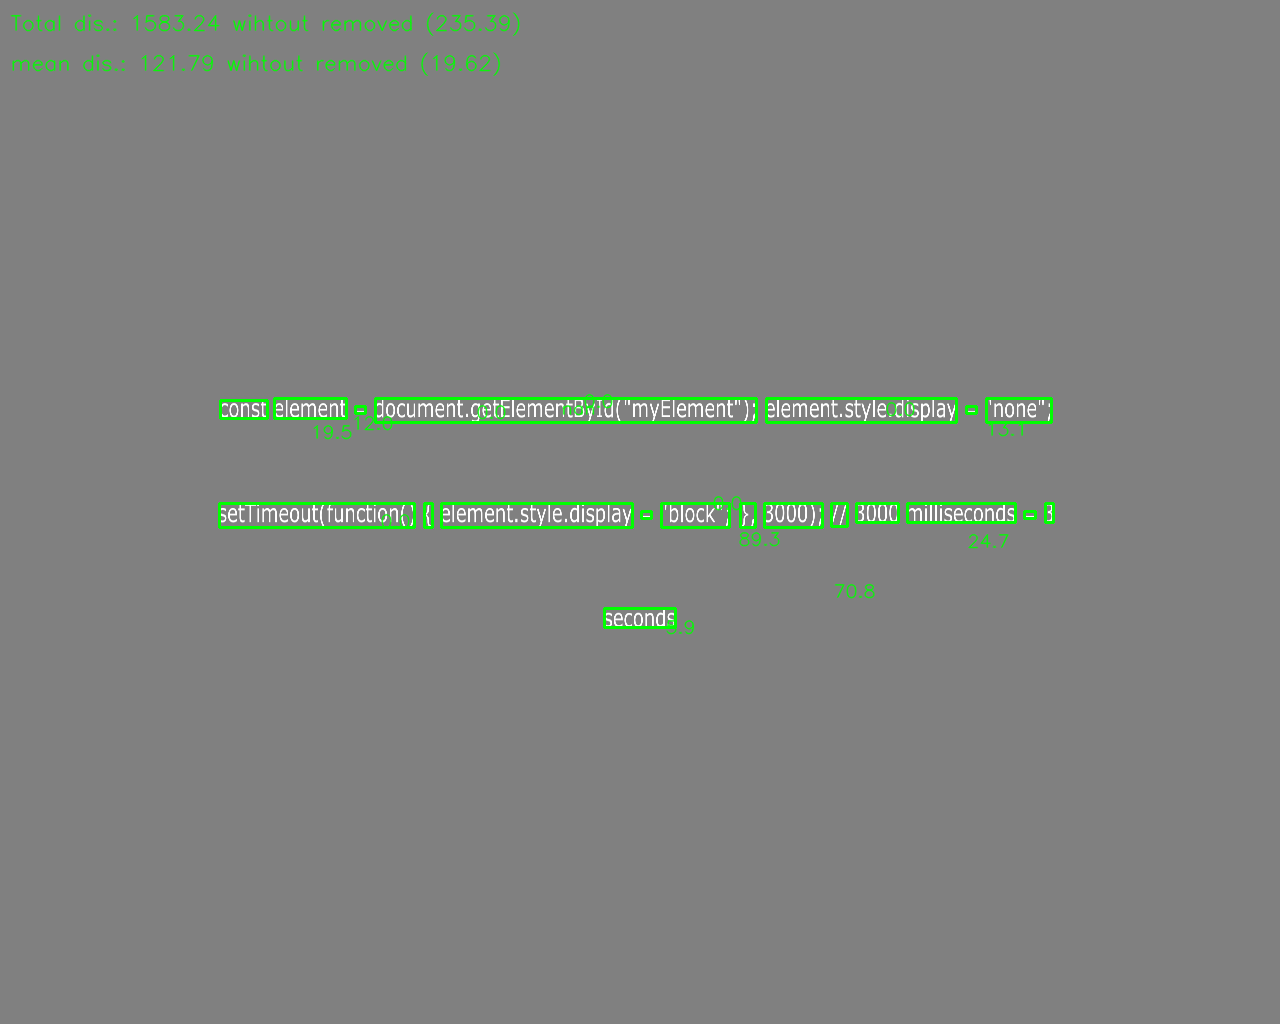 Total dis.: 1583.24 wihtout removed (235.39)
mean dis.: 121.79 wihtout removed (19.62)
const element = document.getElementById("myElement"); element.style.display = "none";
19.5 12.0 13.1
setTimeout(function() { element.style.display = "block"; }, 3000); // 3000 milliseconds = 3
89.3 24.7
70.8
seconds